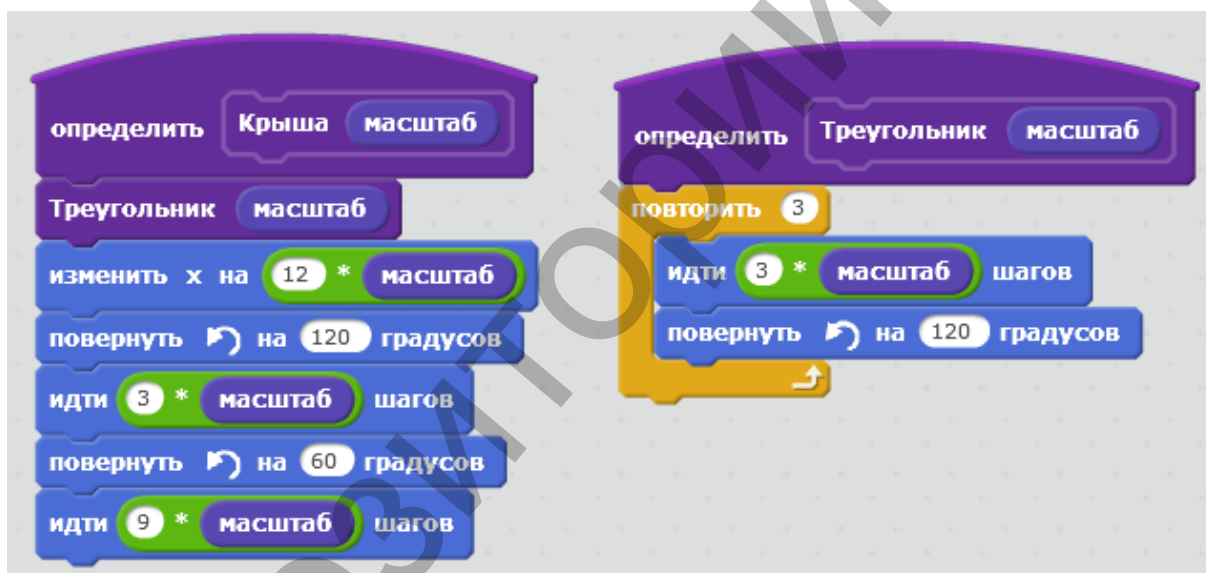 определить Крыша масштаб
Треугольник масштаб
изменить x на 12 * масштаб
повернуть на 120 градусов
идти 3 * масштаб шагов
повернуть на 60 градусов
идти 9 * масштаб шагов
определить Треугольник масштаб
повторить 3
идти 3 * масштаб шагов
повернуть на 120 градусов